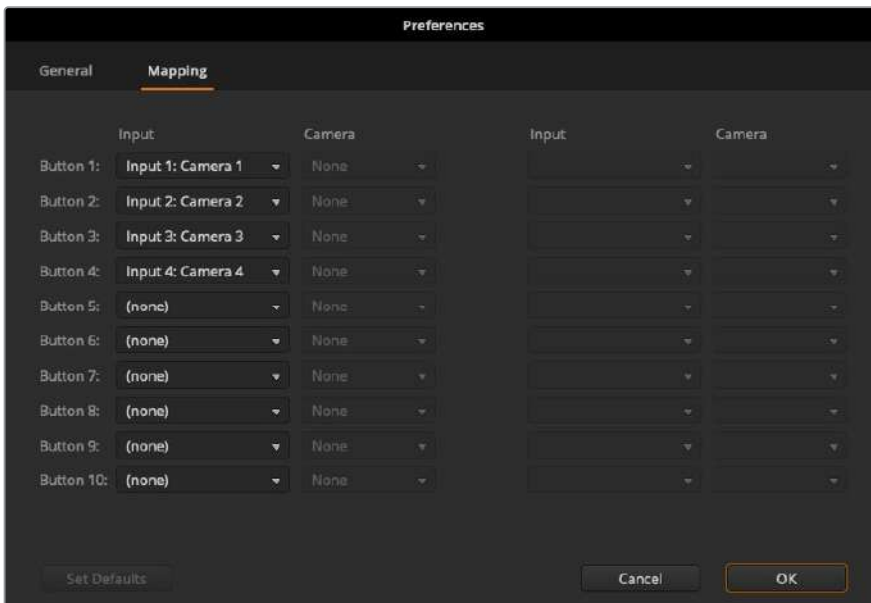 Preferences
General Mapping
Input Camera Input Camera
Button 1: Input 1: Camera 1 None
Button 2: Input 2: Camera 2 None
Button 3: Input 3: Camera 3 None
Button 4: Input 4: Camera 4 None
Button 5: (none) None
Button 6: (none) None
Button 7: (none) None
Button 8: (none) None
Button 9: (none) None
Button 10: (none) None
Set Defaults Cancel OK